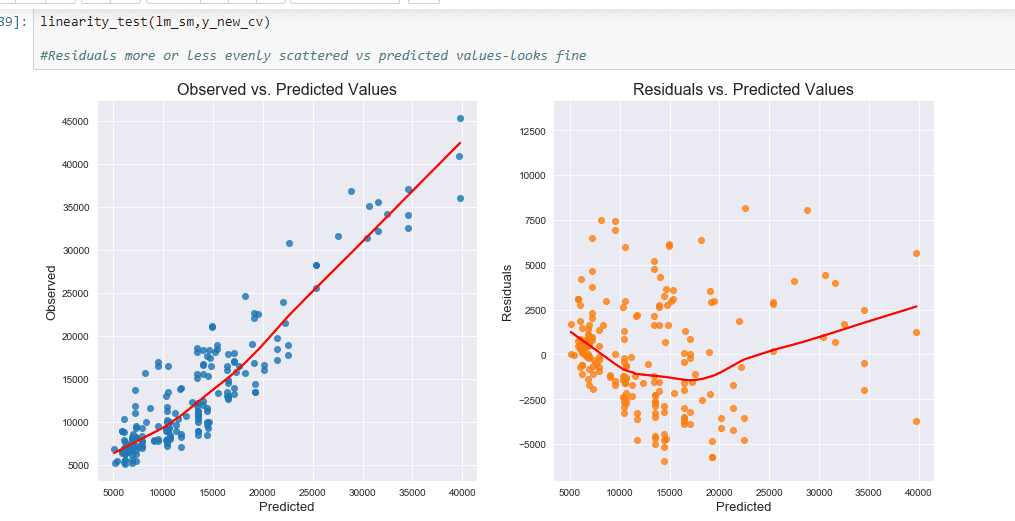 89]: linearity_test(lm_sm,y_new_cv)
#Residuals more or less evenly scattered vs predicted values-looks fine
Observed vs. Predicted Values
45000
40000
35000
30000
25000
20000
15000
10000
5000
Observed
5000 10000 15000 20000 25000 30000 35000 40000
Predicted
Residuals vs. Predicted Values
12500
10000
7500
5000
2500
0
−2500
−5000
Residuals
5000 10000 15000 20000 25000 30000 35000 40000
Predicted